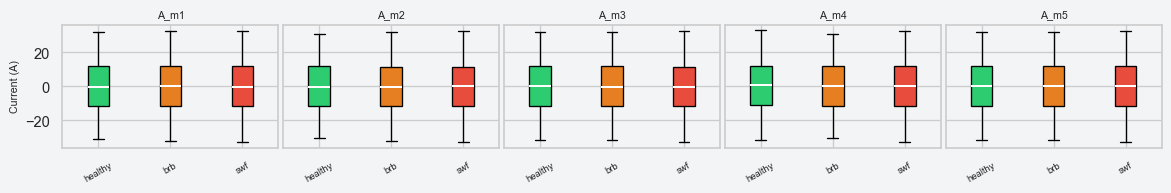 A_m1 A_m2 A_m3 A_m4 A_m5
Current (A)
20
0
−20
healthy brb swf healthy brb swf healthy brb swf healthy brb swf healthy brb swf